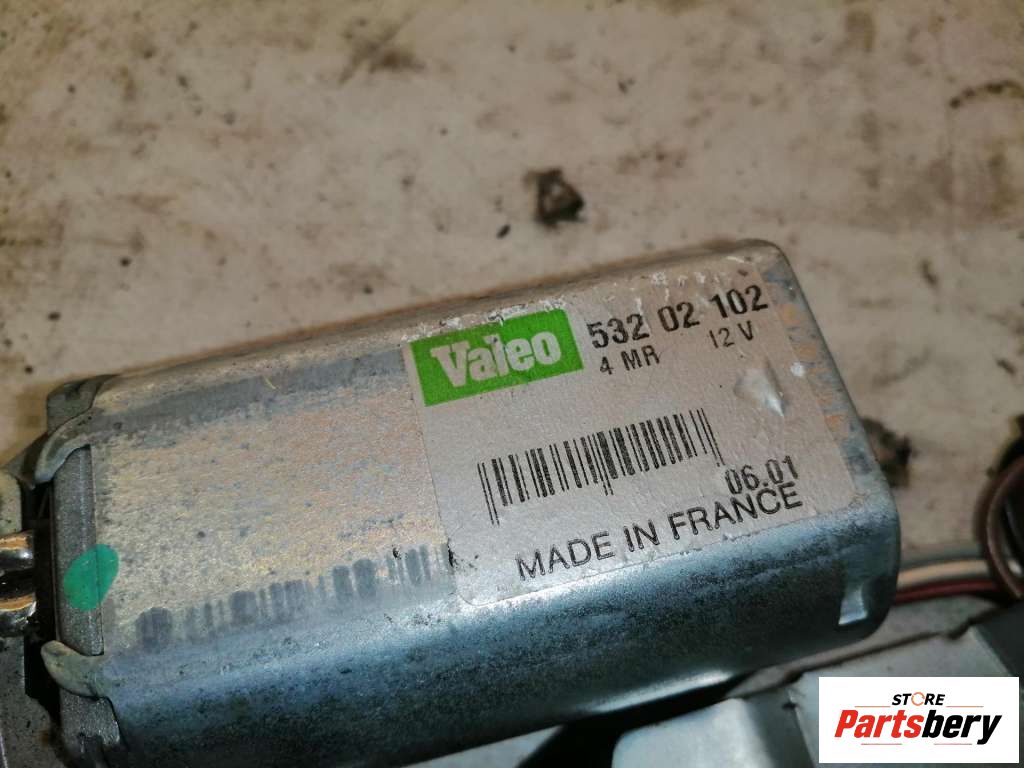 Valeo
532 02 102
4 MR 12 V
06.01
MADE IN FRANCE
STORE
Partsbery